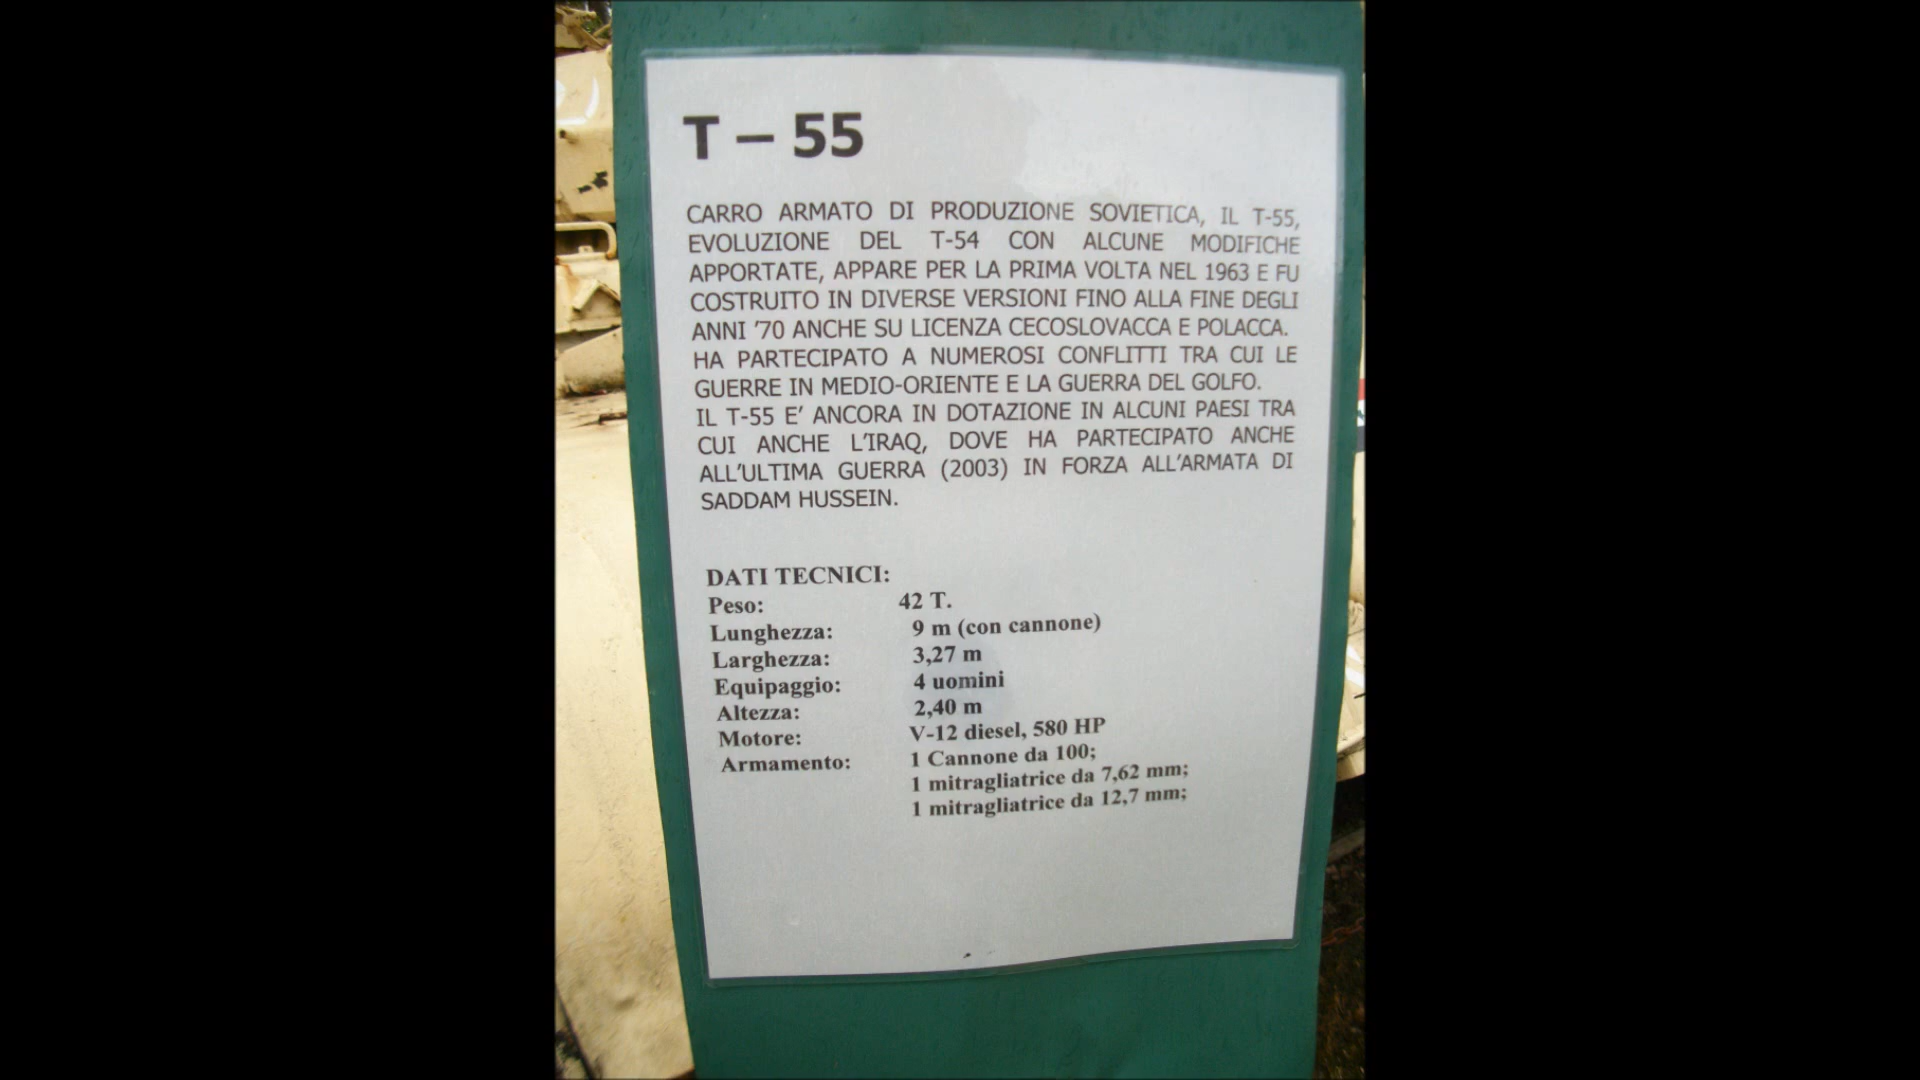 T – 55
CARRO ARMATO DI PRODUZIONE SOVIETICA, IL T-55,
EVOLUZIONE DEL T-54 CON ALCUNE MODIFICHE
APPORTATE, APPARE PER LA PRIMA VOLTA NEL 1963 E FU
COSTRUITO IN DIVERSE VERSIONI FINO ALLA FINE DEGLI
ANNI '70 ANCHE SU LICENZA CECOSLOVACCA E POLACCA.
HA PARTECIPATO A NUMEROSI CONFLITTI TRA CUI LE
GUERRE IN MEDIO-ORIENTE E LA GUERRA DEL GOLFO.
IL T-55 E' ANCORA IN DOTAZIONE IN ALCUNI PAESI TRA
CUI ANCHE L'IRAQ, DOVE HA PARTECIPATO ANCHE
ALL'ULTIMA GUERRA (2003) IN FORZA ALL'ARMATA DI
SADDAM HUSSEIN.
DATI TECNICI:
Peso: 42 T.
Lunghezza: 9 m (con cannone)
Larghezza: 3,27 m
Equipaggio: 4 uomini
Altezza: 2,40 m
Motore: V-12 diesel, 580 HP
Armamento: 1 Cannone da 100;
1 mitragliatrice da 7,62 mm;
1 mitragliatrice da 12,7 mm;